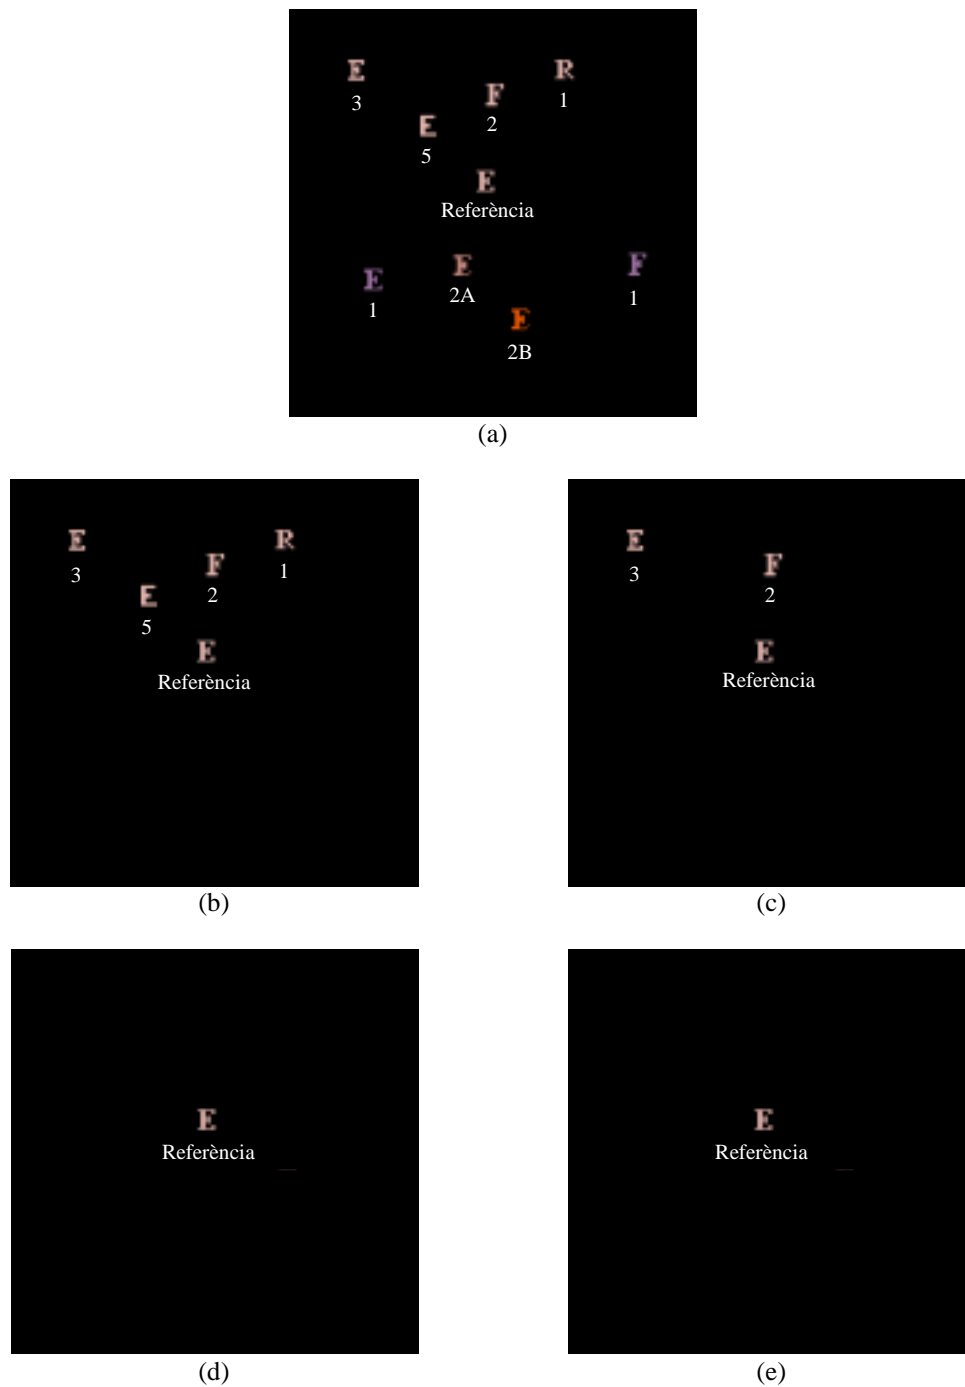 E R
3 F 1
E 2
5
E
Referència
E E F
1 2A 1
E
2B
(a)
E R
3 F 1
E 2
5
E
Referència
(b)
E
3 F
2
E
Referència
(c)
E
Referència
(d)
E
Referència
(e)